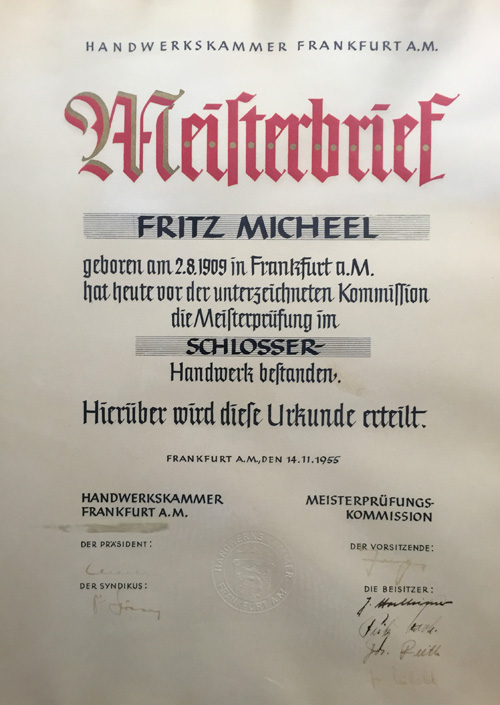 HANDWERKSKAMMER FRANKFURT A.M.
Meisterbrief
FRITZ MICHEEL
geboren am 2.8.1909 in Frankfurt a.M.
hat heute vor der unterzeichneten Kommiſſion
die Meiſterprüfung im
SCHLOSSER-
Handwerk beſtanden.
Hierüber wird dieſe Urkunde erteilt.
FRANKFURT A.M., DEN 14.11.1955
HANDWERKSKAMMER
FRANKFURT A.M.
MEISTERPRÜFUNGS-
KOMMISSION
DER PRÄSIDENT:
DER VORSITZENDE:
DER SYNDIKUS:
DIE BEISITZER: